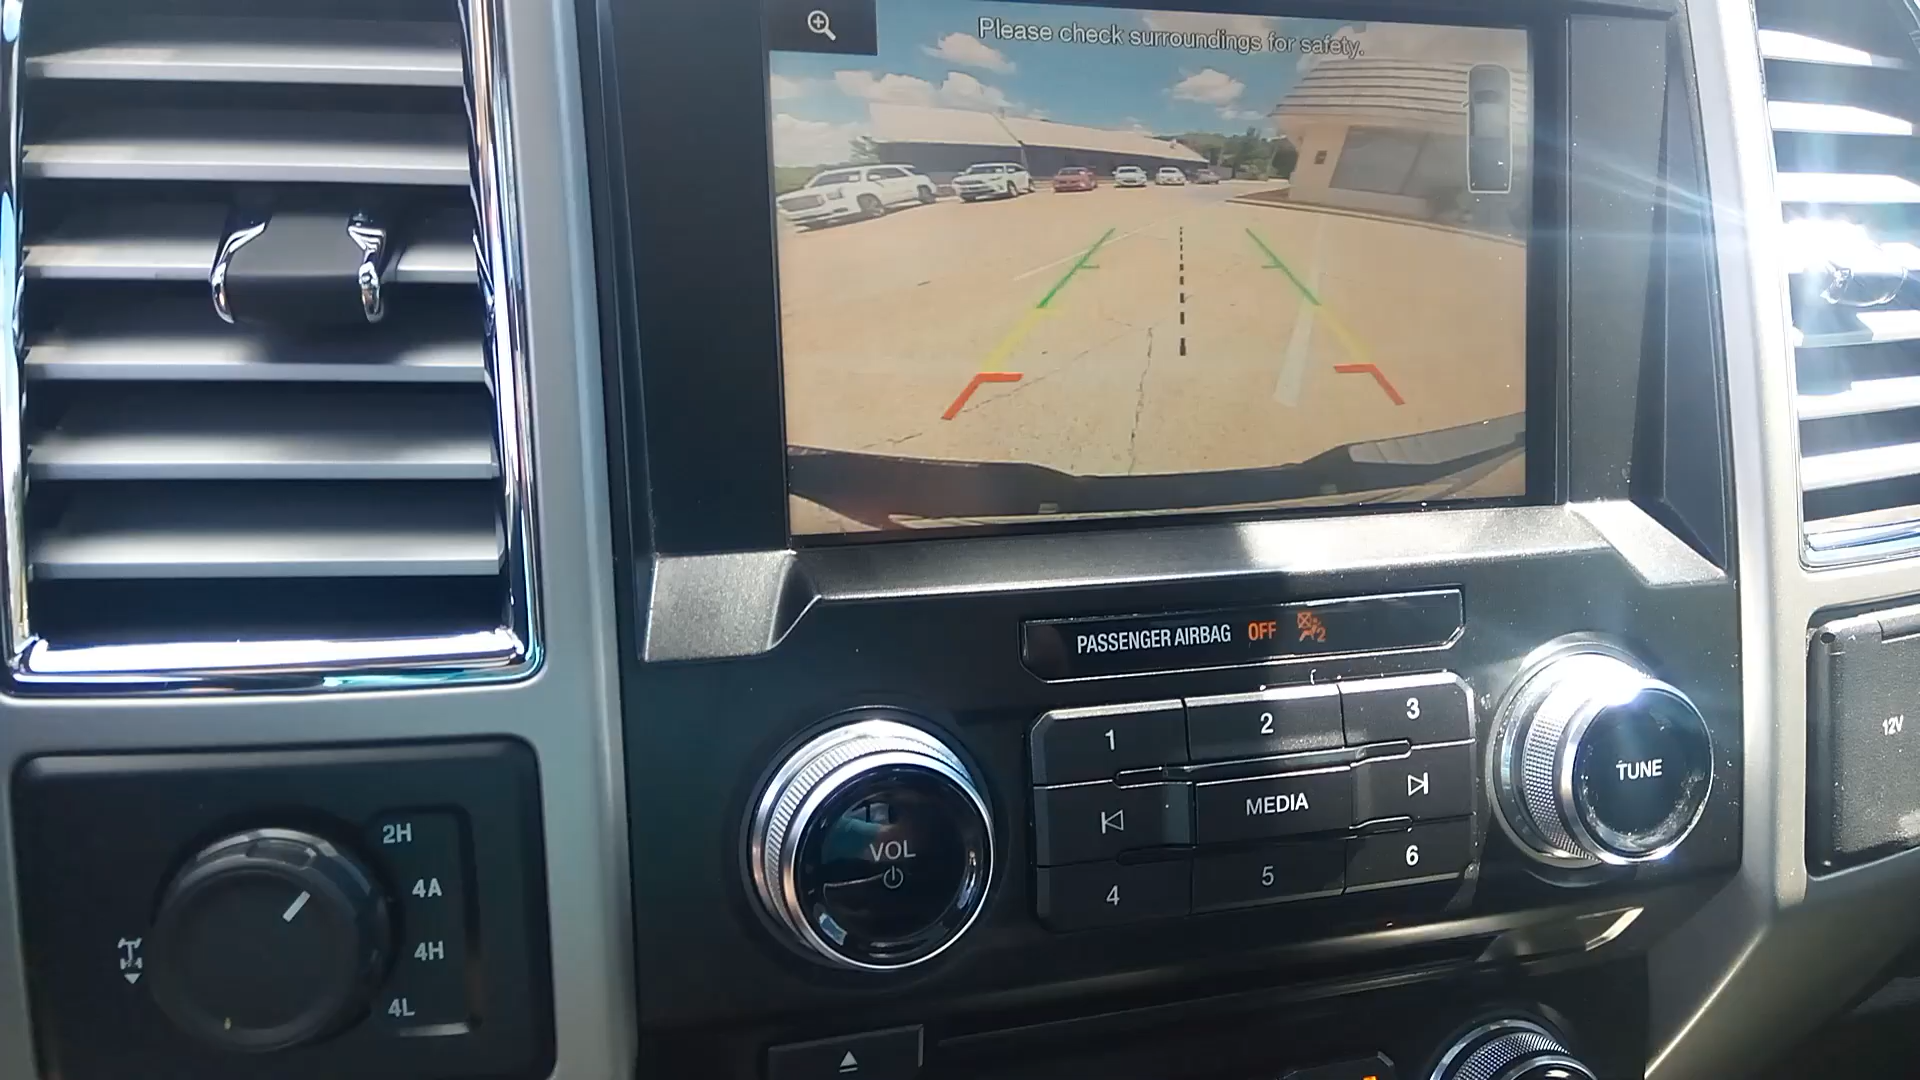 Please check surroundings for safety.
PASSENGER AIRBAG OFF 2
1 2 3
MEDIA
4 5 6
VOL
TUNE
12V
2H
4A
4H
4L